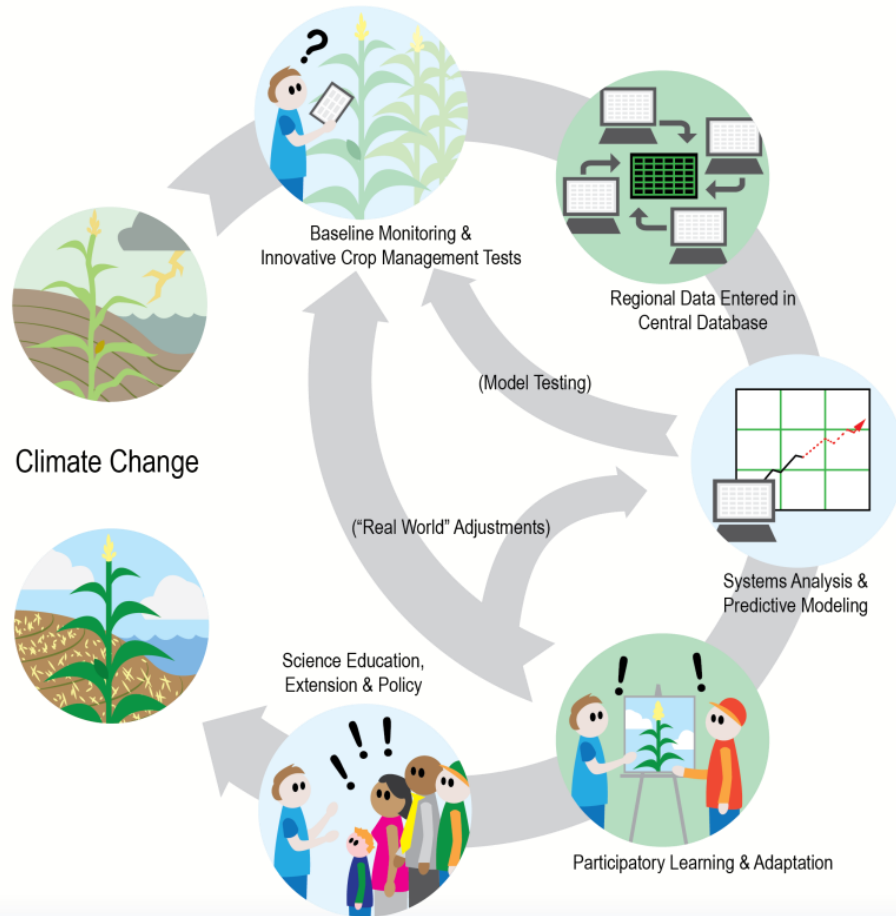 ?
Baseline Monitoring &
Innovative Crop Management Tests
Regional Data Entered in
Central Database
(Model Testing)
Climate Change
("Real World" Adjustments)
Systems Analysis &
Predictive Modeling
Science Education,
Extension & Policy
! !
! ! !
Participatory Learning & Adaptation